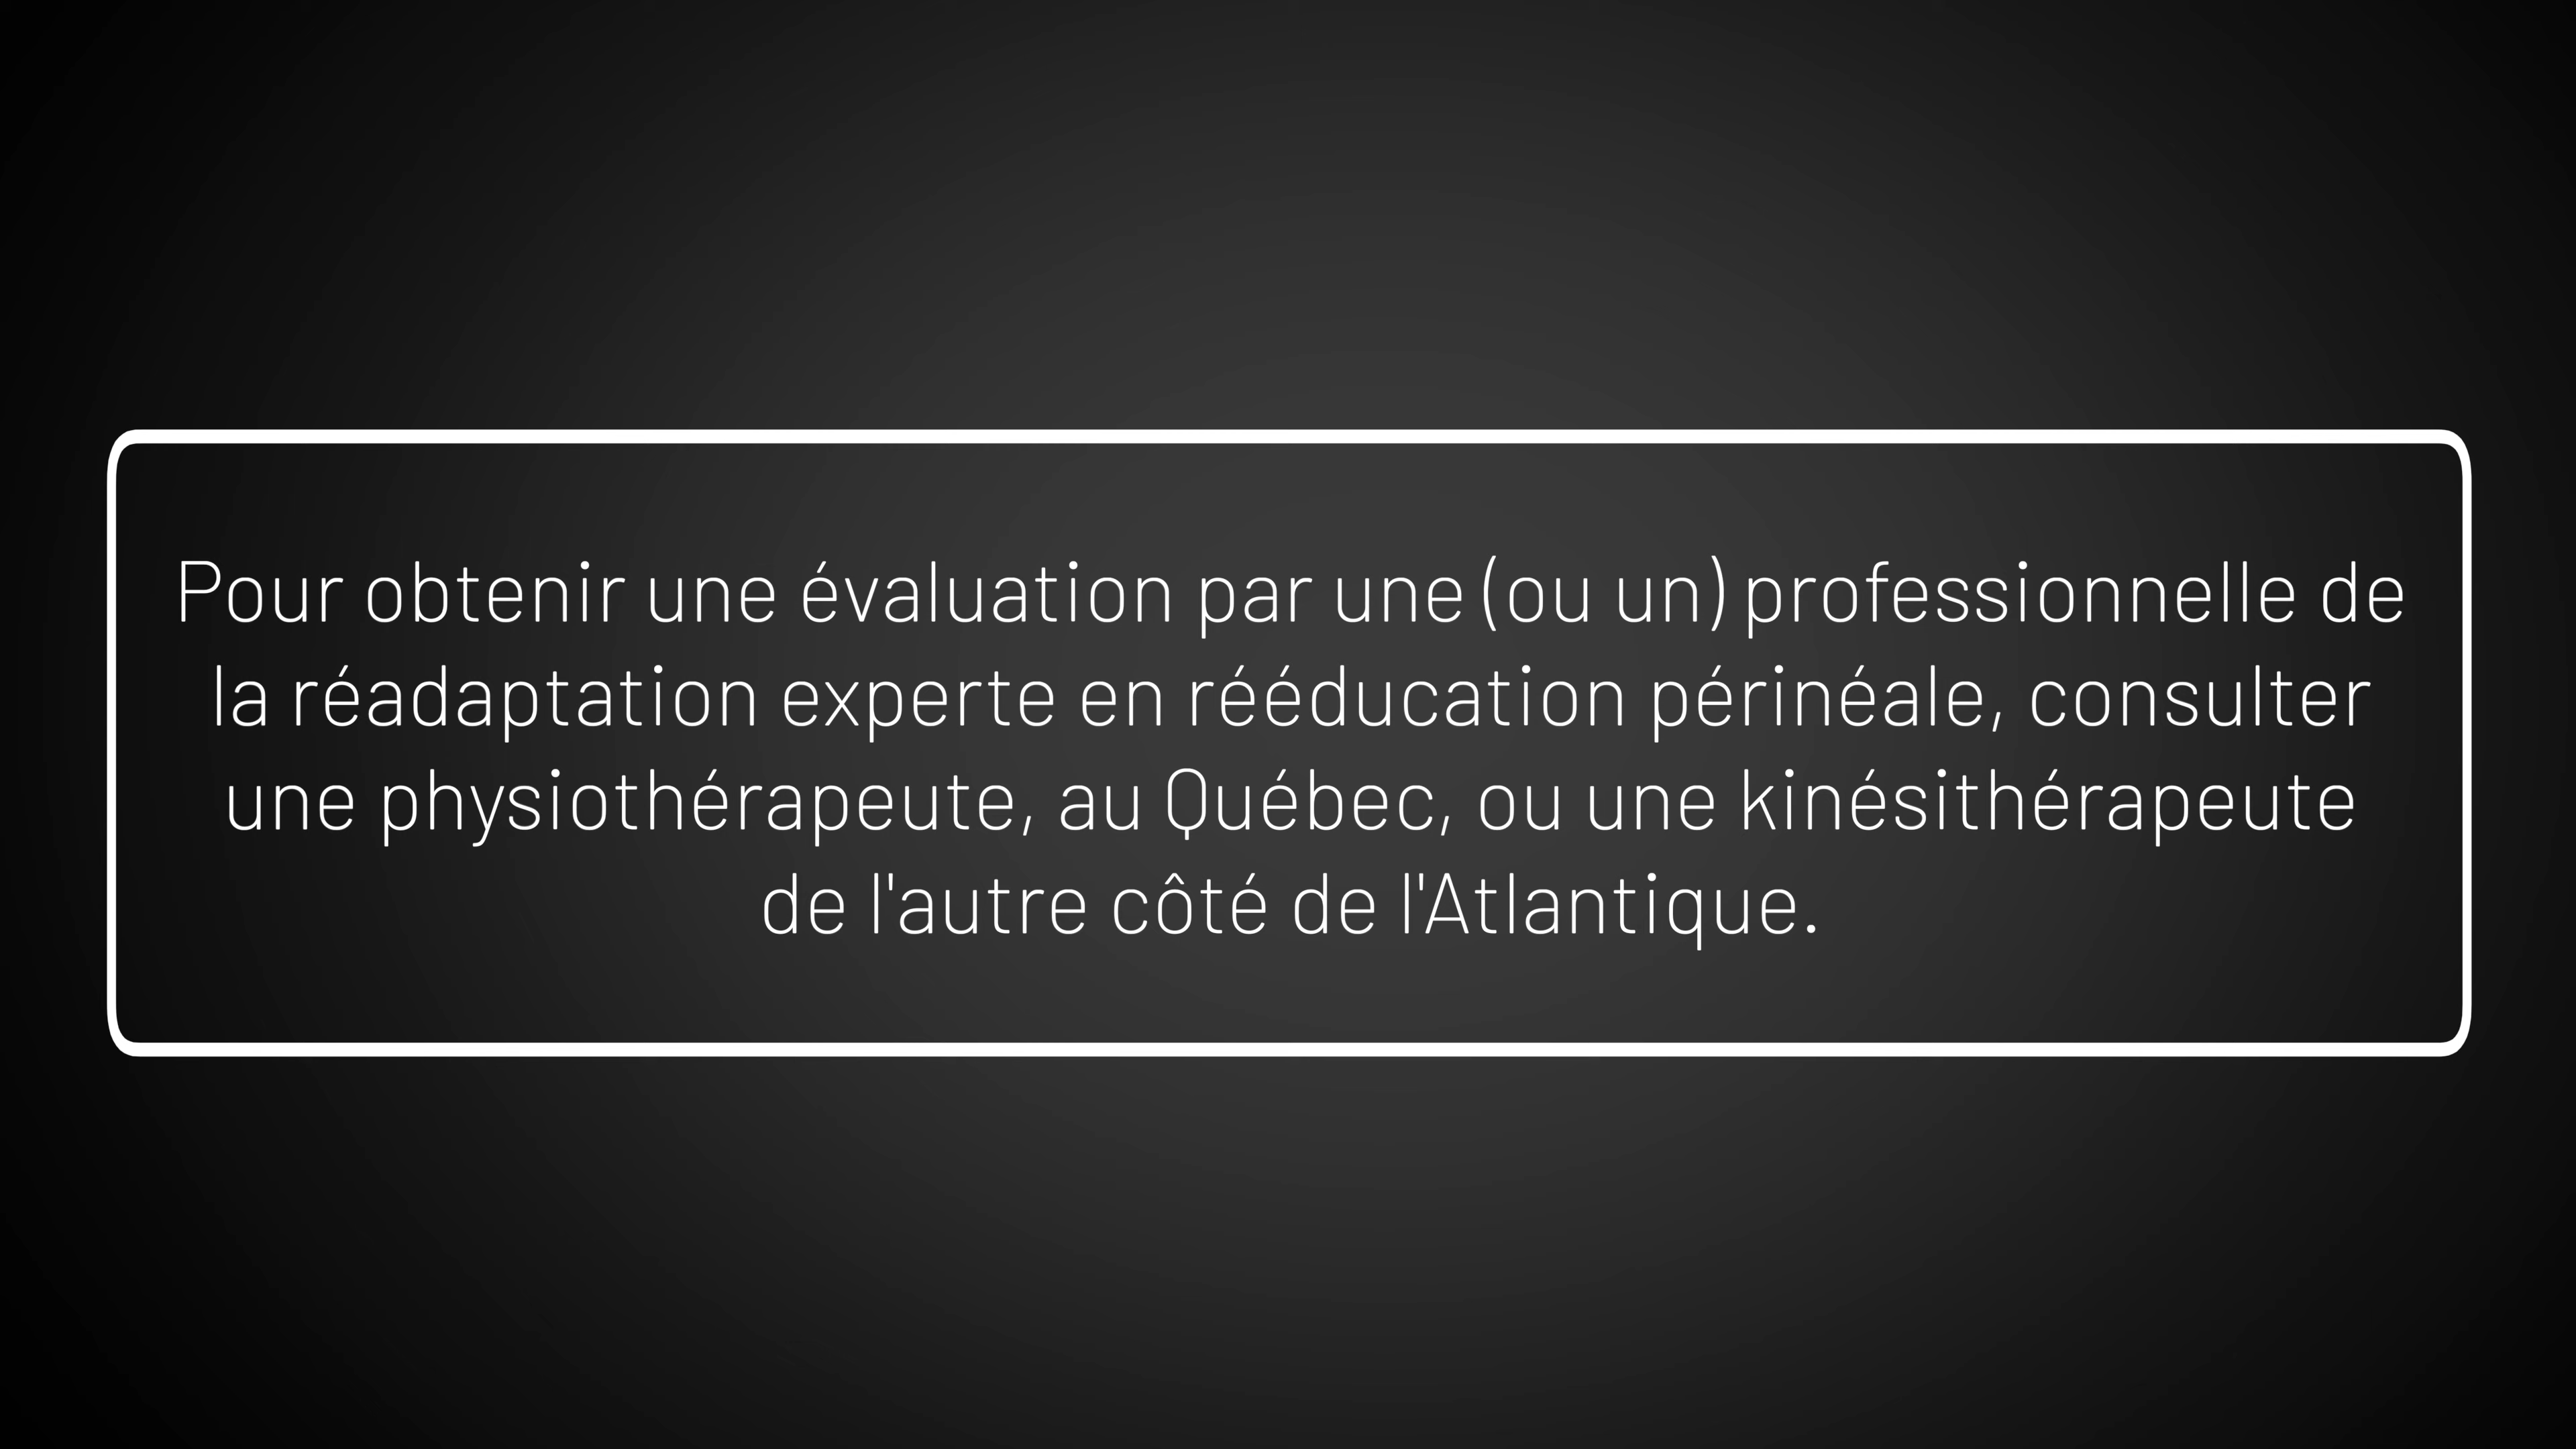 Pour obtenir une évaluation par une (ou un) professionnelle de
la réadaptation experte en rééducation périnéale, consulter
une physiothérapeute, au Québec, ou une kinésithérapeute
de l'autre côté de l'Atlantique.